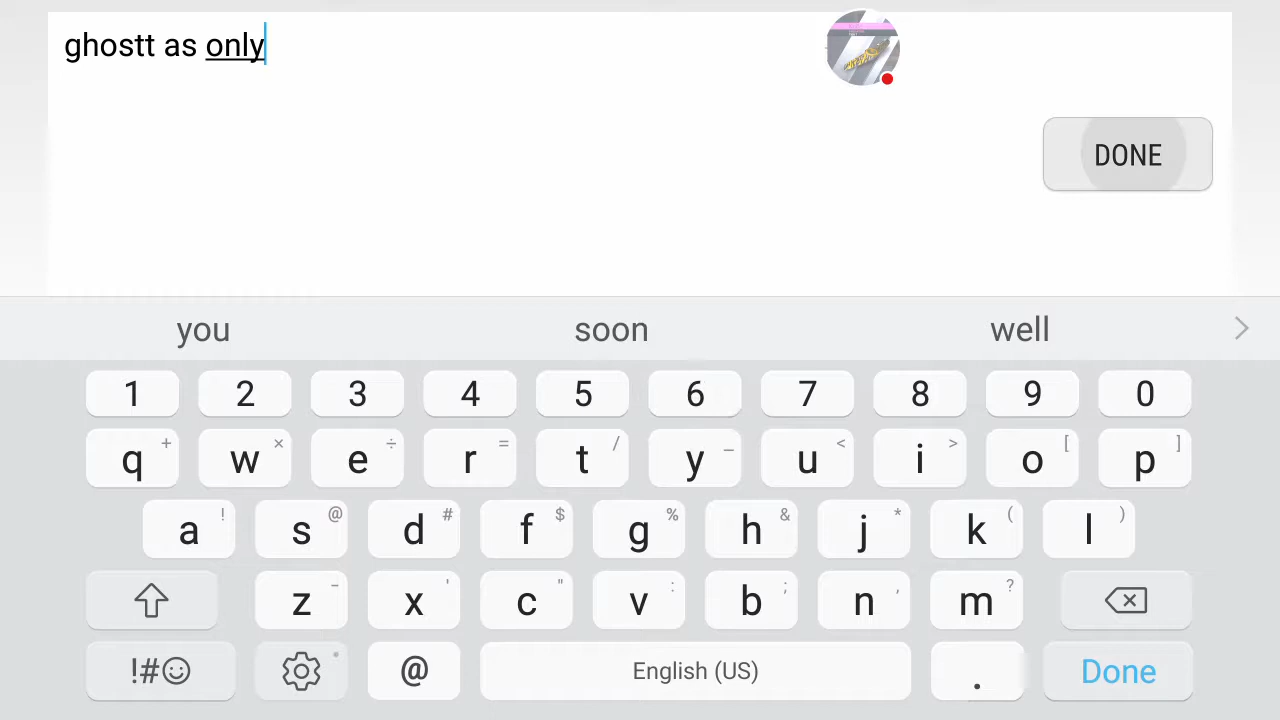 ghostt as only
DONE
you soon well
1 2 3 4 5 6 7 8 9 0
q + w × e ÷ r = t / y _ u < i > o [ p ]
a ! s @ d # f $ g % h & j * k ( l )
z - x ' c " v : b ; n , m ?
!#☺ @ English (US) . Done